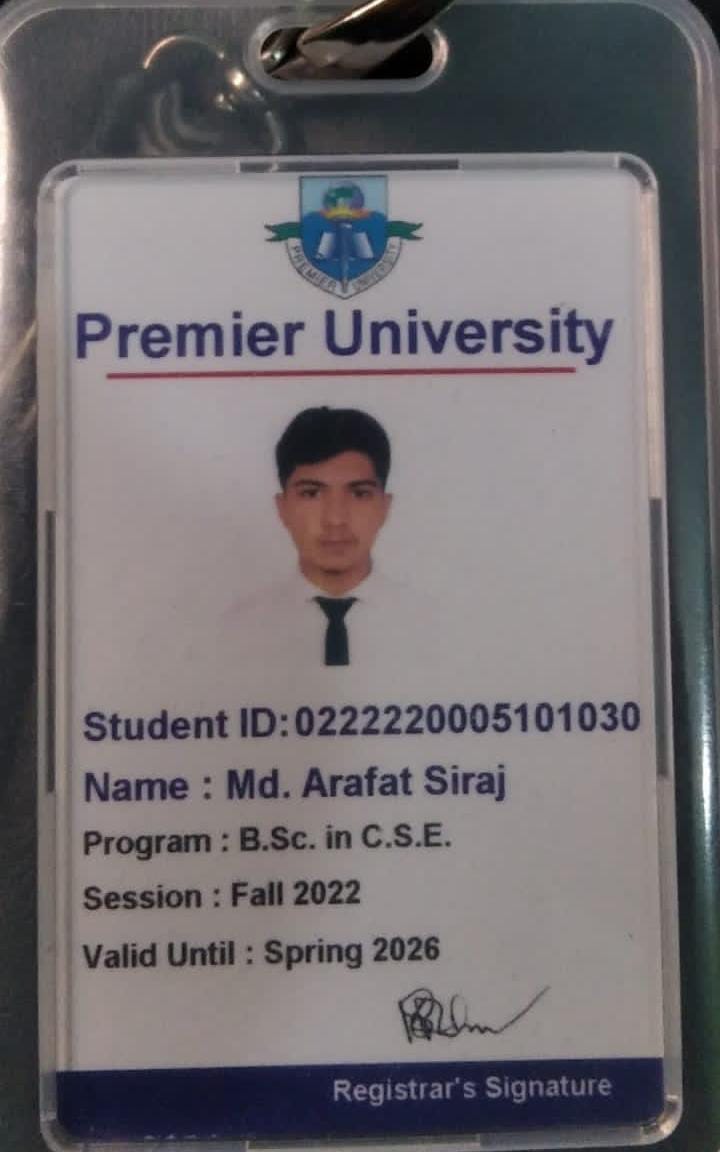 PREMIER UNIVERSITY
Premier University
Student ID:0222220005101030
Name : Md. Arafat Siraj
Program : B.Sc. in C.S.E.
Session : Fall 2022
Valid Until : Spring 2026
Registrar's Signature